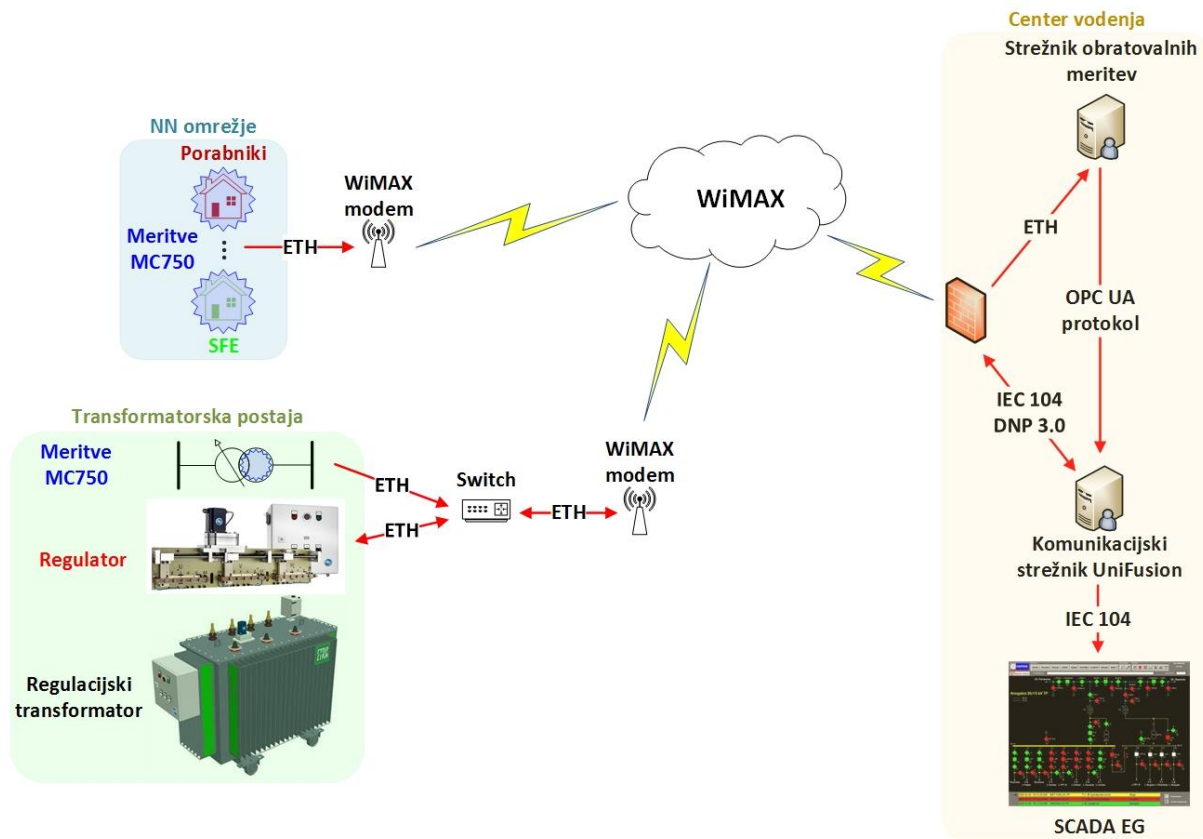 Center vodenja
Strežnik obratovalnih
meritev
NN omrežje
Porabniki
Meritve
MC750
SFE
ETH
WiMAX
modem
WiMAX
ETH
OPC UA
protokol
IEC 104
DNP 3.0
Transformatorska postaja
Meritve
MC750
ETH
Switch
ETH
WiMAX
modem
ETH
Regulator
Regulacijski
transformator
Komunikacijski
strežnik UniFusion
IEC 104
SCADA EG